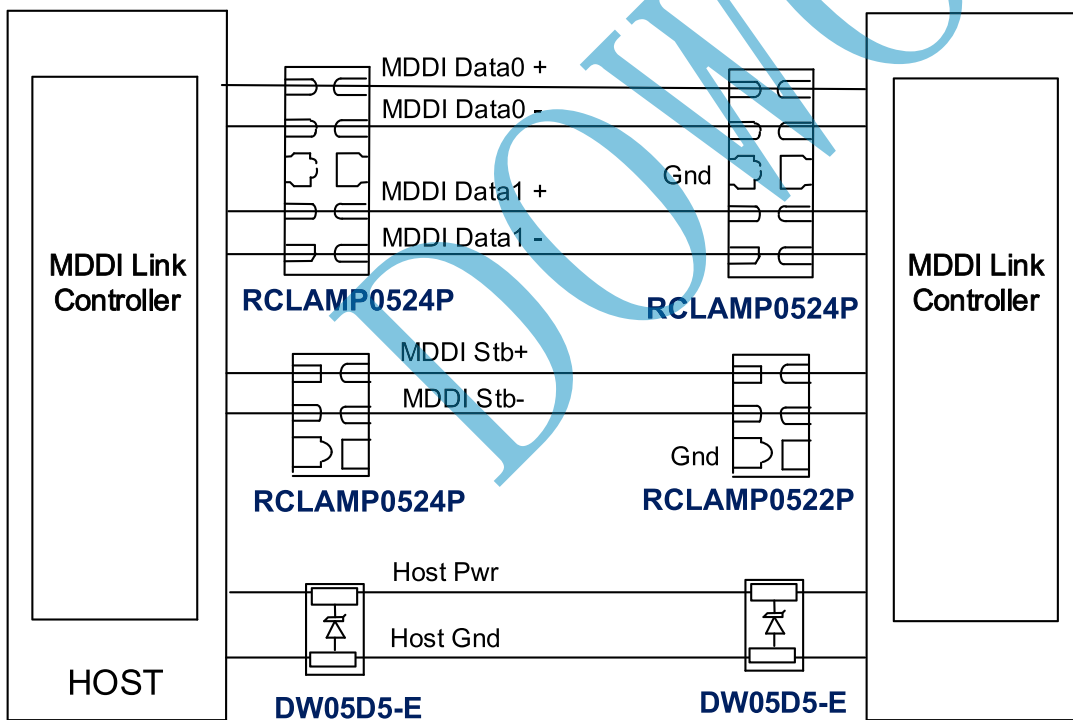 MDDI Data0 +
MDDI Data0 -
Gnd
MDDI Data1 +
MDDI Data1 -
MDDI Link
Controller
MDDI Link
Controller
RCLAMP0524P
RCLAMP0524P
MDDI Stb+
MDDI Stb-
Gnd
RCLAMP0524P
RCLAMP0522P
Host Pwr
Host Gnd
HOST
DW05D5-E
DW05D5-E
DOWO